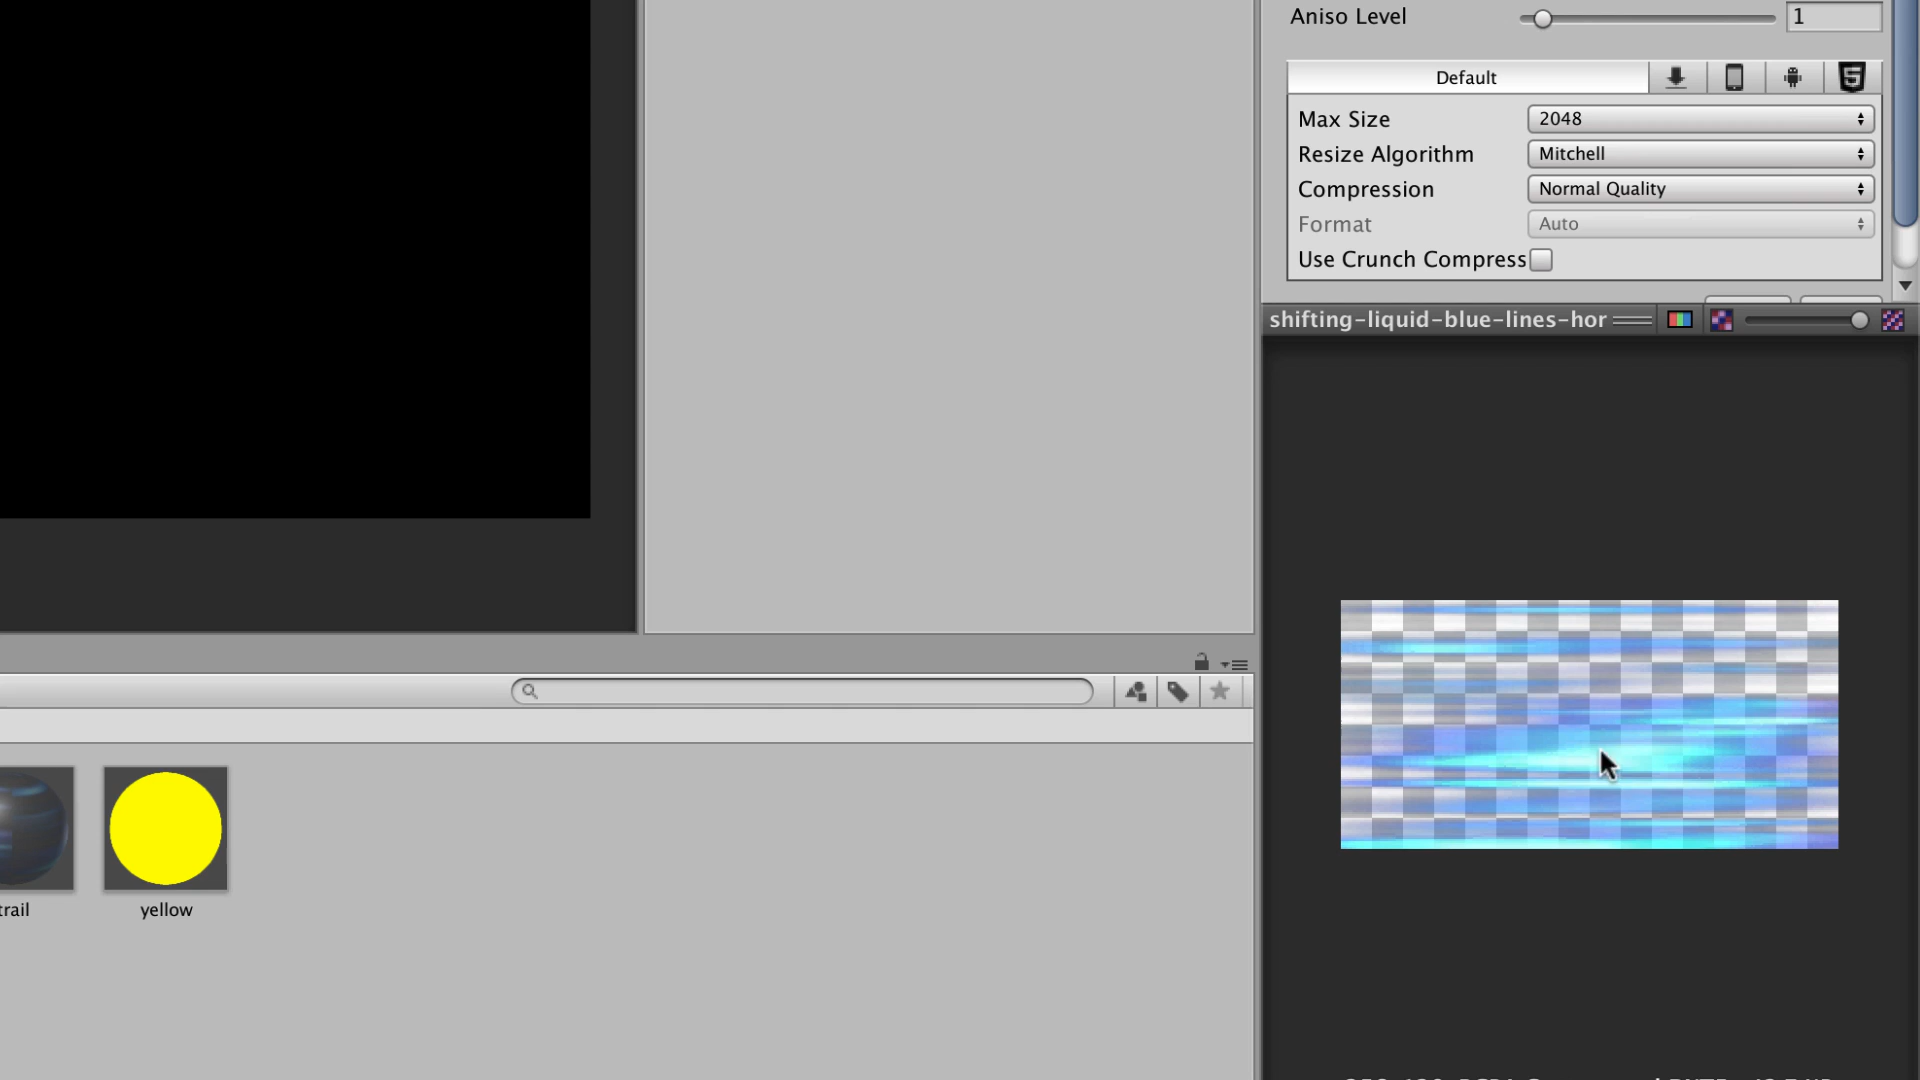 Aniso Level
1
Default
Max Size
2048
Resize Algorithm
Mitchell
Compression
Normal Quality
Format
Auto
Use Crunch Compress
shifting-liquid-blue-lines-hor
trail
yellow